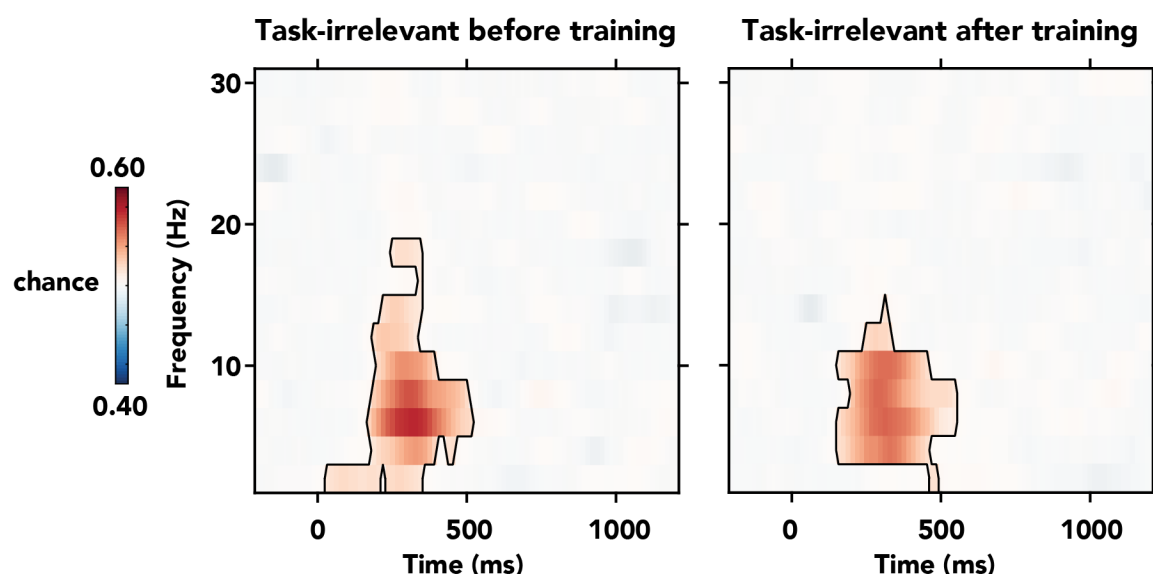 Task-irrelevant before training
Task-irrelevant after training
0.60
chance
0.40
Frequency (Hz)
30
20
10
0 500 1000
Time (ms)
0 500 1000
Time (ms)